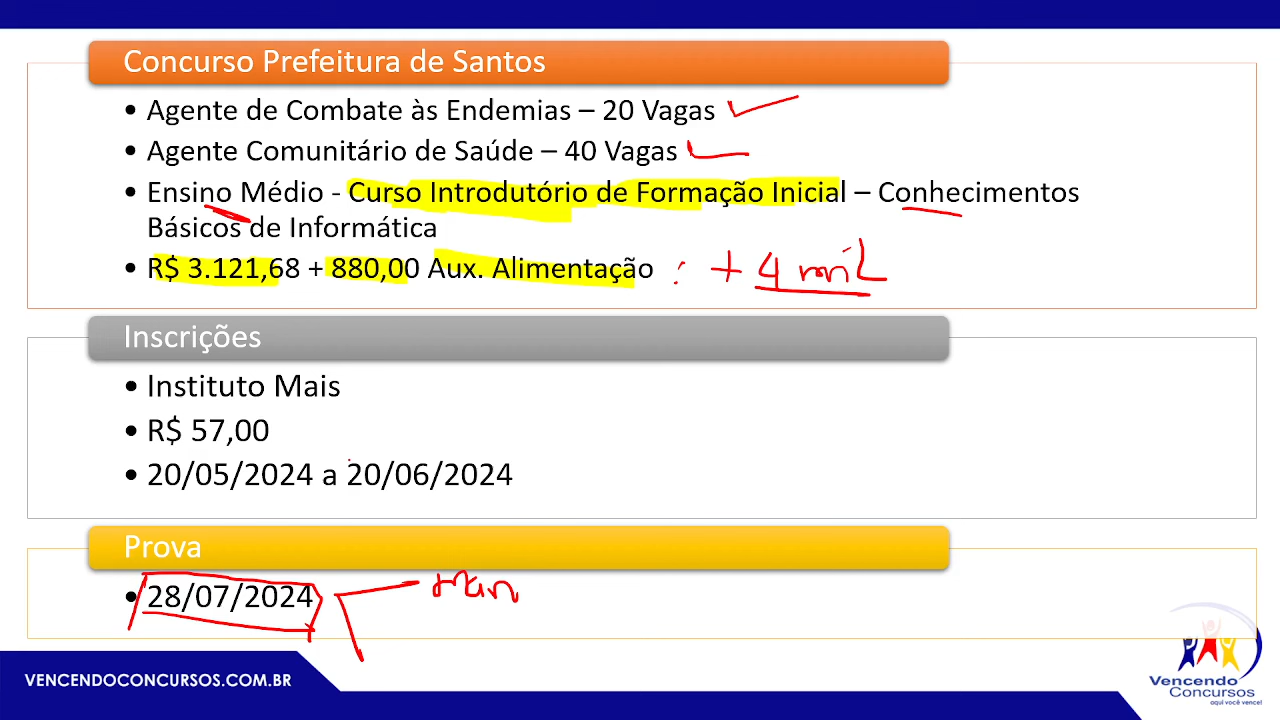 Concurso Prefeitura de Santos
• Agente de Combate às Endemias – 20 Vagas
• Agente Comunitário de Saúde – 40 Vagas
• Ensino Médio - Curso Introdutório de Formação Inicial – Conhecimentos
Básicos de Informática
• R$ 3.121,68 + 880,00 Aux. Alimentação : + 4 mil
Inscrições
• Instituto Mais
• R$ 57,00
• 20/05/2024 a 20/06/2024
Prova
• 28/07/2024 Man
VENCENDOCONCURSOS.COM.BR
Vencendo
Concursos
aqui você vence!